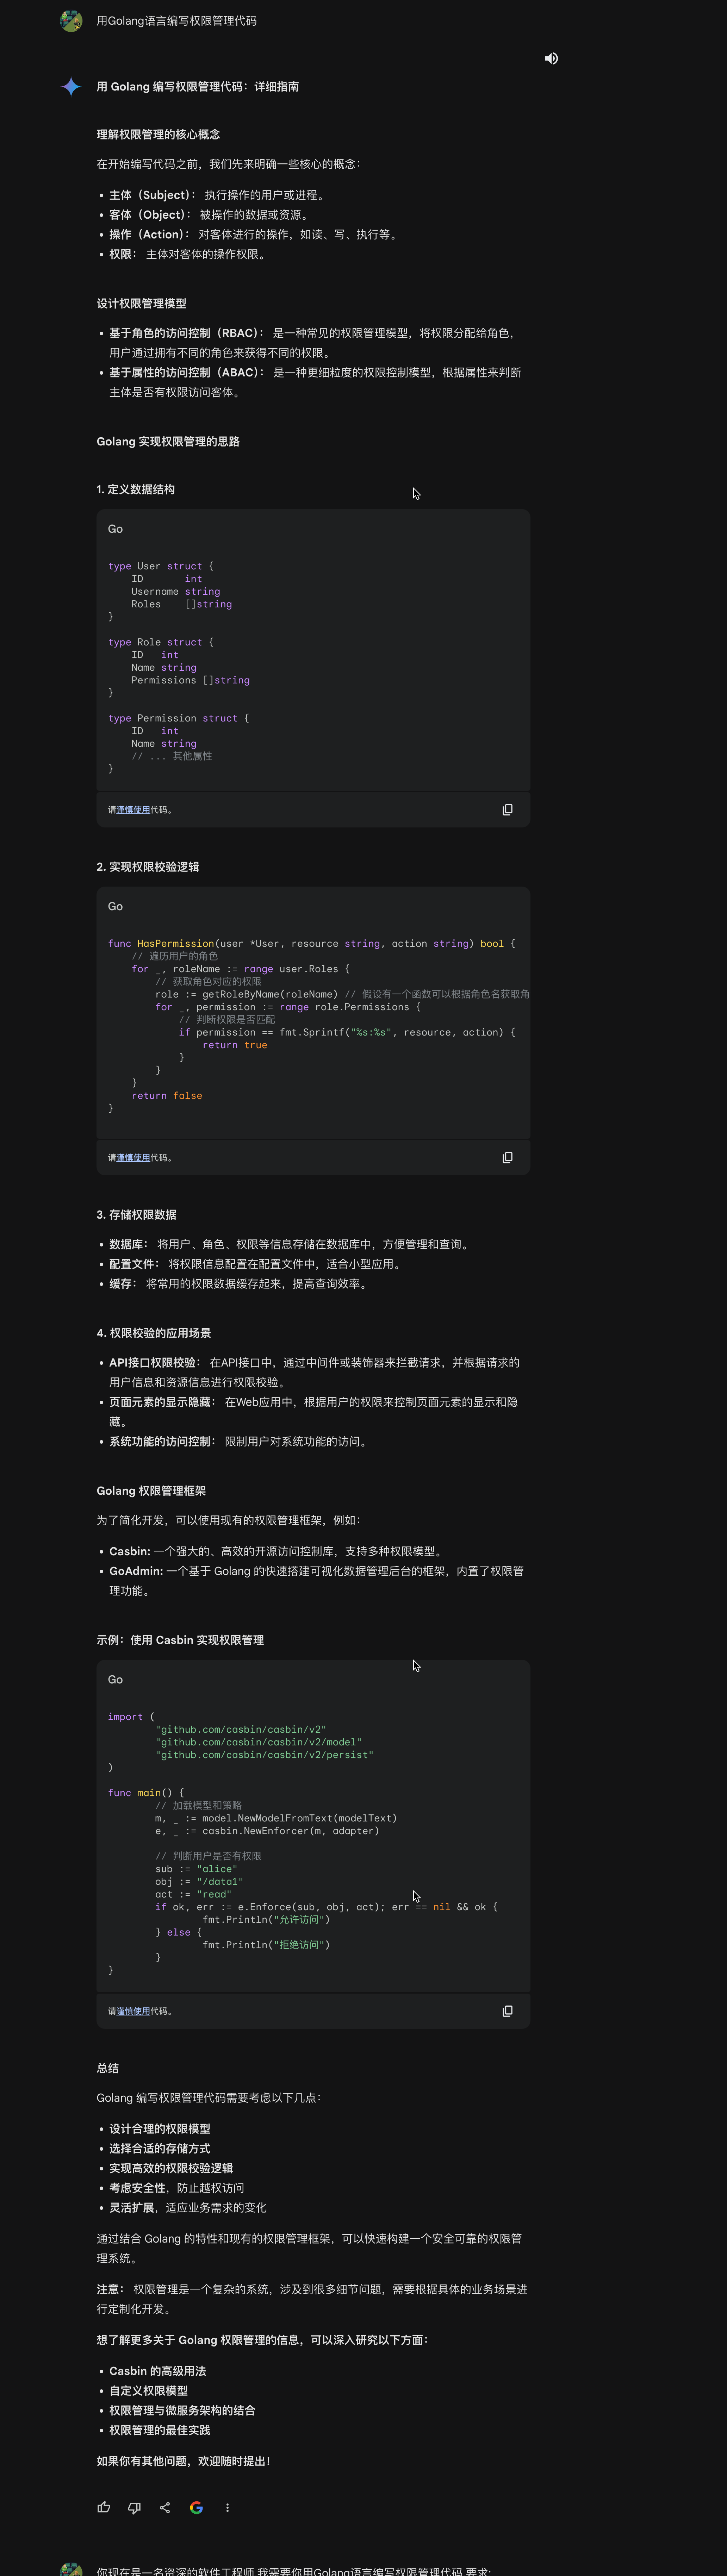 用Golang语言编写权限管理代码
用 Golang 编写权限管理代码：详细指南
理解权限管理的核心概念
在开始编写代码之前，我们先来明确一些核心的概念：
• 主体（Subject）： 执行操作的用户或进程。
• 客体（Object）： 被操作的数据或资源。
• 操作（Action）： 对客体进行的操作，如读、写、执行等。
• 权限： 主体对客体的操作权限。
设计权限管理模型
• 基于角色的访问控制（RBAC）： 是一种常见的权限管理模型，将权限分配给角色，
用户通过拥有不同的角色来获得不同的权限。
• 基于属性的访问控制（ABAC）： 是一种更细粒度的权限控制模型，根据属性来判断
主体是否有权限访问客体。
Golang 实现权限管理的思路
1. 定义数据结构
Go
type User struct {
    ID       int
    Username string
    Roles    []string
}
type Role struct {
    ID   int
    Name string
    Permissions []string
}
type Permission struct {
    ID   int
    Name string
    // ... 其他属性
}
请谨慎使用代码。
2. 实现权限校验逻辑
Go
func HasPermission(user *User, resource string, action string) bool {
    // 遍历用户的角色
    for _, roleName := range user.Roles {
        // 获取角色对应的权限
        role := getRoleByName(roleName) // 假设有一个函数可以根据角色名获取角
        for _, permission := range role.Permissions {
            // 判断权限是否匹配
            if permission == fmt.Sprintf("%s:%s", resource, action) {
                return true
            }
        }
    }
    return false
}
请谨慎使用代码。
3. 存储权限数据
• 数据库： 将用户、角色、权限等信息存储在数据库中，方便管理和查询。
• 配置文件： 将权限信息配置在配置文件中，适合小型应用。
• 缓存： 将常用的权限数据缓存起来，提高查询效率。
4. 权限校验的应用场景
• API接口权限校验： 在API接口中，通过中间件或装饰器来拦截请求，并根据请求的
用户信息和资源信息进行权限校验。
• 页面元素的显示隐藏： 在Web应用中，根据用户的权限来控制页面元素的显示和隐
藏。
• 系统功能的访问控制： 限制用户对系统功能的访问。
Golang 权限管理框架
为了简化开发，可以使用现有的权限管理框架，例如：
• Casbin: 一个强大的、高效的开源访问控制库，支持多种权限模型。
• GoAdmin: 一个基于 Golang 的快速搭建可视化数据管理后台的框架，内置了权限管
理功能。
示例：使用 Casbin 实现权限管理
Go
import (
        "github.com/casbin/casbin/v2"
        "github.com/casbin/casbin/v2/model"
        "github.com/casbin/casbin/v2/persist"
)
func main() {
        // 加载模型和策略
        m, _ := model.NewModelFromText(modelText)
        e, _ := casbin.NewEnforcer(m, adapter)
        // 判断用户是否有权限
        sub := "alice"
        obj := "/data1"
        act := "read"
        if ok, err := e.Enforce(sub, obj, act); err == nil && ok {
                fmt.Println("允许访问")
        } else {
                fmt.Println("拒绝访问")
        }
}
请谨慎使用代码。
总结
Golang 编写权限管理代码需要考虑以下几点：
• 设计合理的权限模型
• 选择合适的存储方式
• 实现高效的权限校验逻辑
• 考虑安全性，防止越权访问
• 灵活扩展，适应业务需求的变化
通过结合 Golang 的特性和现有的权限管理框架，可以快速构建一个安全可靠的权限管
理系统。
注意： 权限管理是一个复杂的系统，涉及到很多细节问题，需要根据具体的业务场景进
行定制化开发。
想了解更多关于 Golang 权限管理的信息，可以深入研究以下方面：
• Casbin 的高级用法
• 自定义权限模型
• 权限管理与微服务架构的结合
• 权限管理的最佳实践
如果你有其他问题，欢迎随时提出！
你现在是一名资深的软件工程师,我需要你用Golang语言编写权限管理代码,要求: